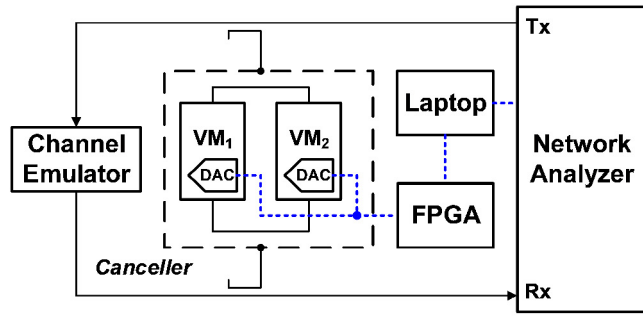 Tx
Laptop
Channel
Emulator
VM₁
VM₂
DAC
DAC
Network
Analyzer
FPGA
Canceller
Rx